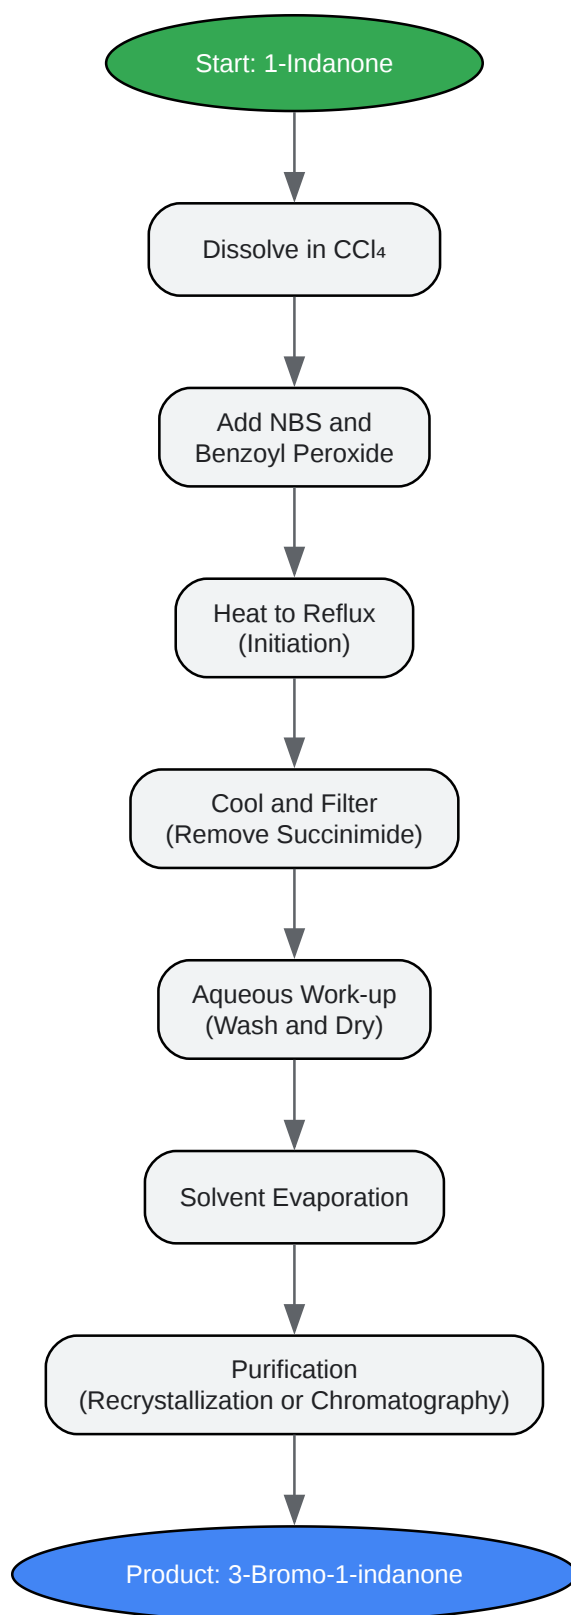 Start: 1-Indanone
Dissolve in CCl₄
Add NBS and
Benzoyl Peroxide
Heat to Reflux
(Initiation)
Cool and Filter
(Remove Succinimide)
Aqueous Work-up
(Wash and Dry)
Solvent Evaporation
Purification
(Recrystallization or Chromatography)
Product: 3-Bromo-1-indanone